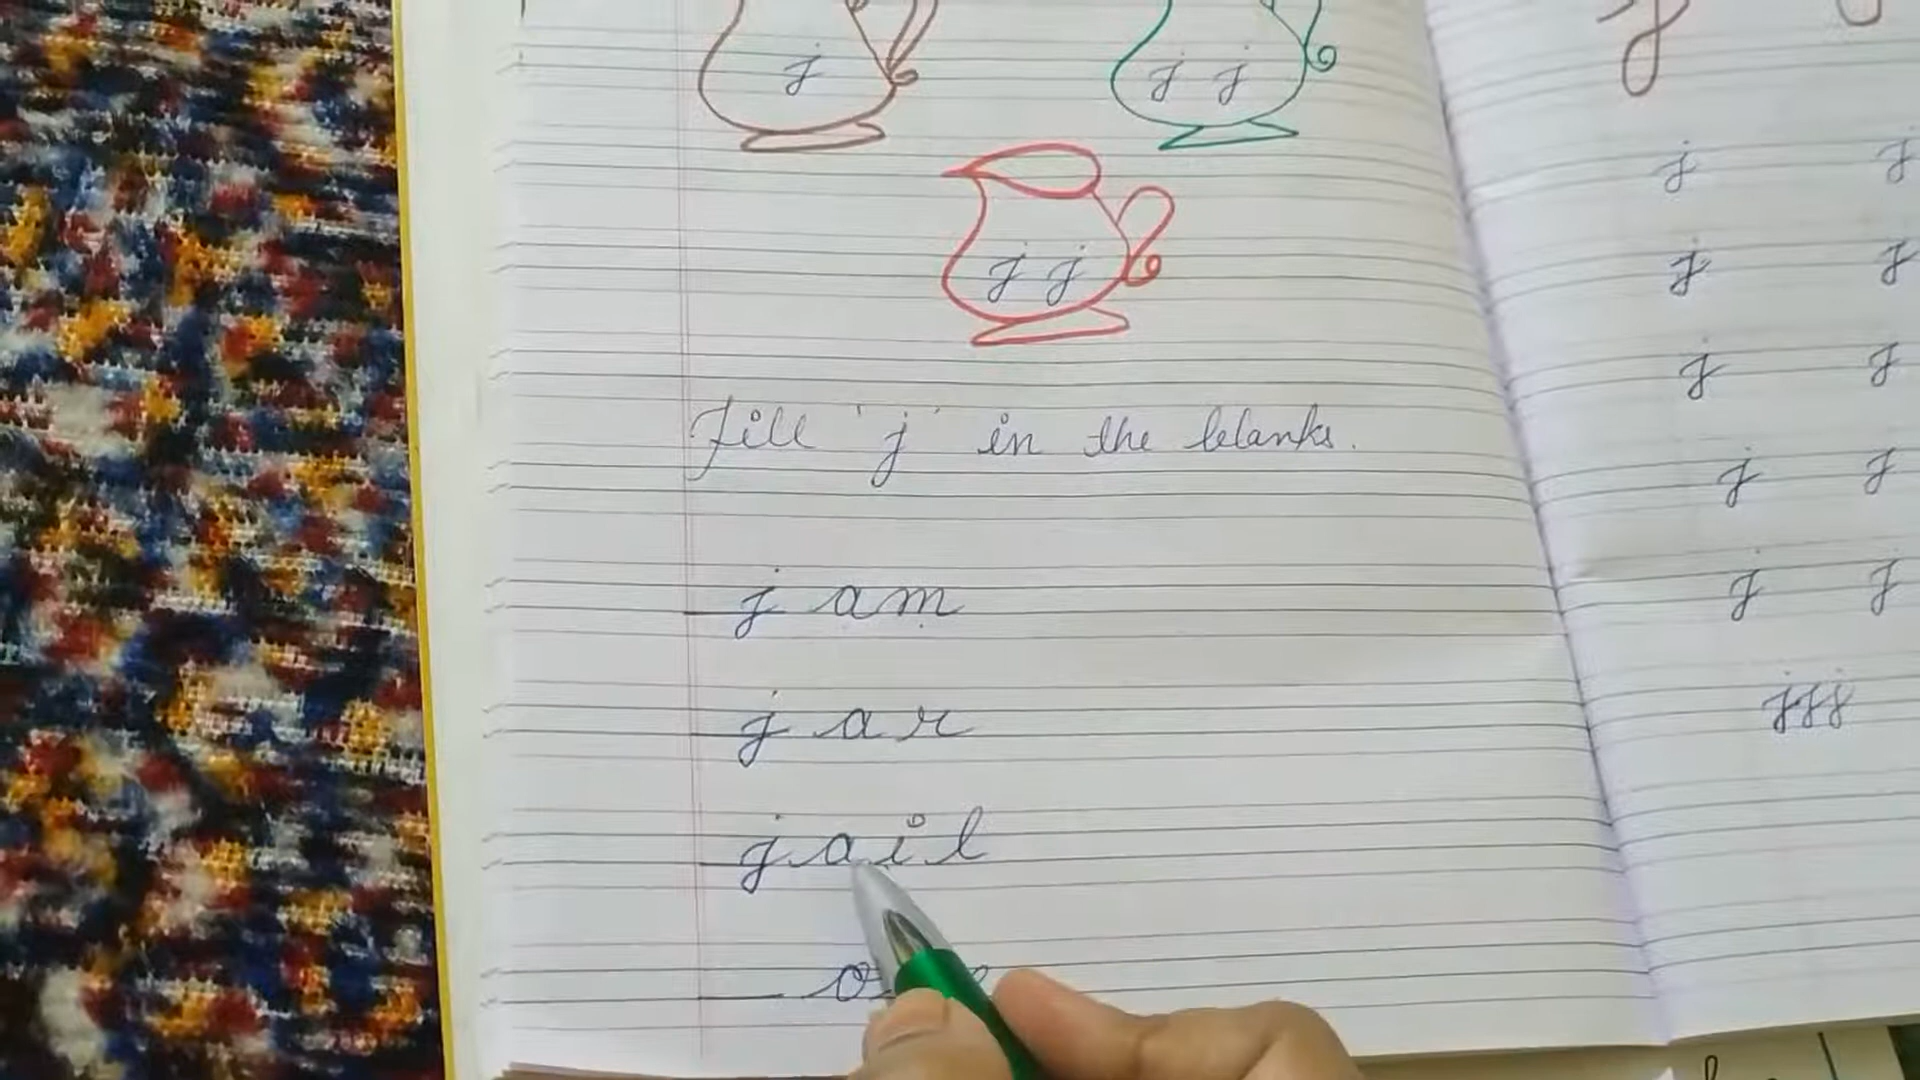 j j j
j j
Fill 'j' in the blanks.
j am
j ar
j ail
j
j j
j j
j j
j j
j j
jjj